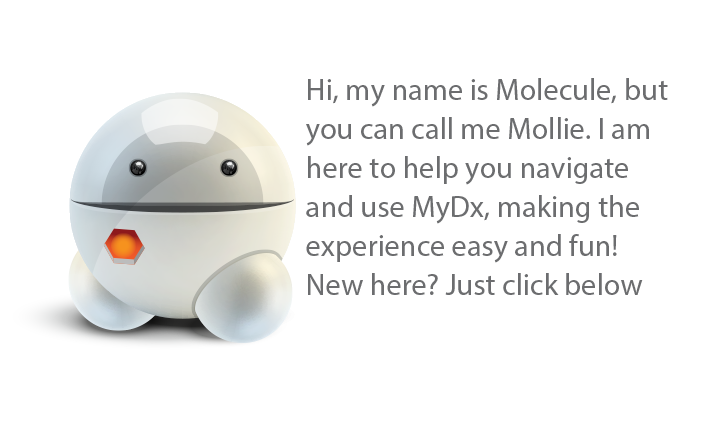 Hi, my name is Molecule, but
you can call me Mollie. I am
here to help you navigate
and use MyDx, making the
experience easy and fun!
New here? Just click below